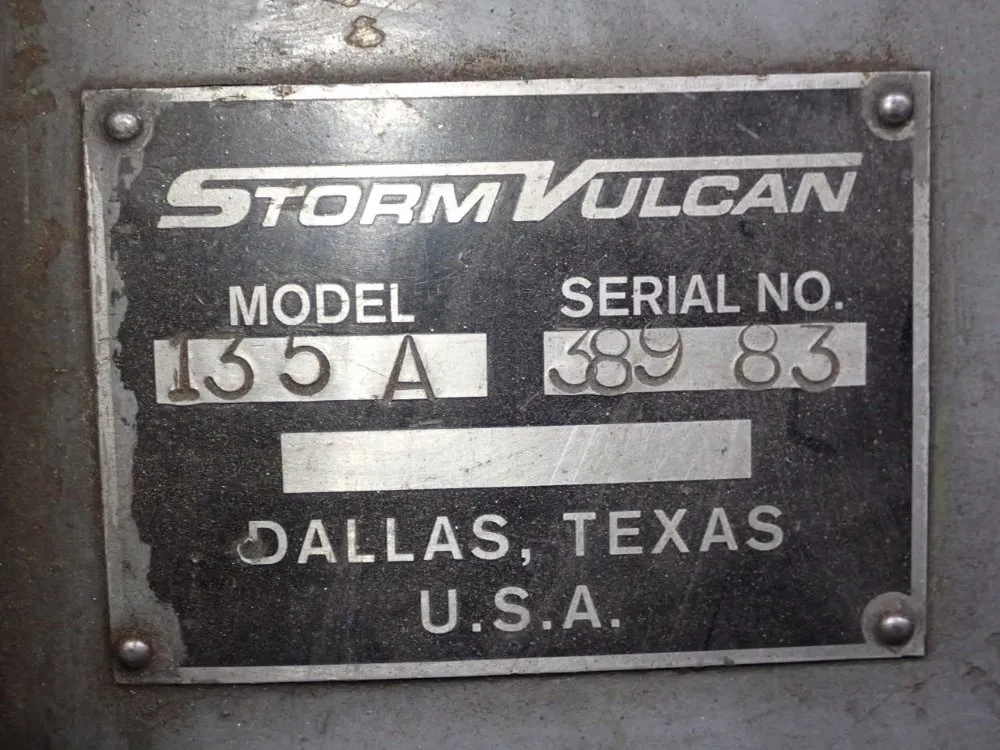 STORM VULCAN
MODEL SERIAL NO.
135 A 389 83
DALLAS, TEXAS
U.S.A.